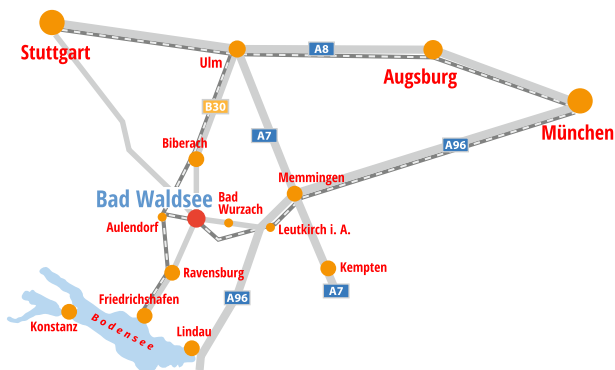 Stuttgart
Ulm
A8
Augsburg
München
B30
A7
Biberach
A96
Memmingen
Bad Waldsee
Bad
Wurzach
Aulendorf
Leutkirch i. A.
Ravensburg
Kempten
A96
A7
Friedrichshafen
Konstanz
Bodensee
Lindau